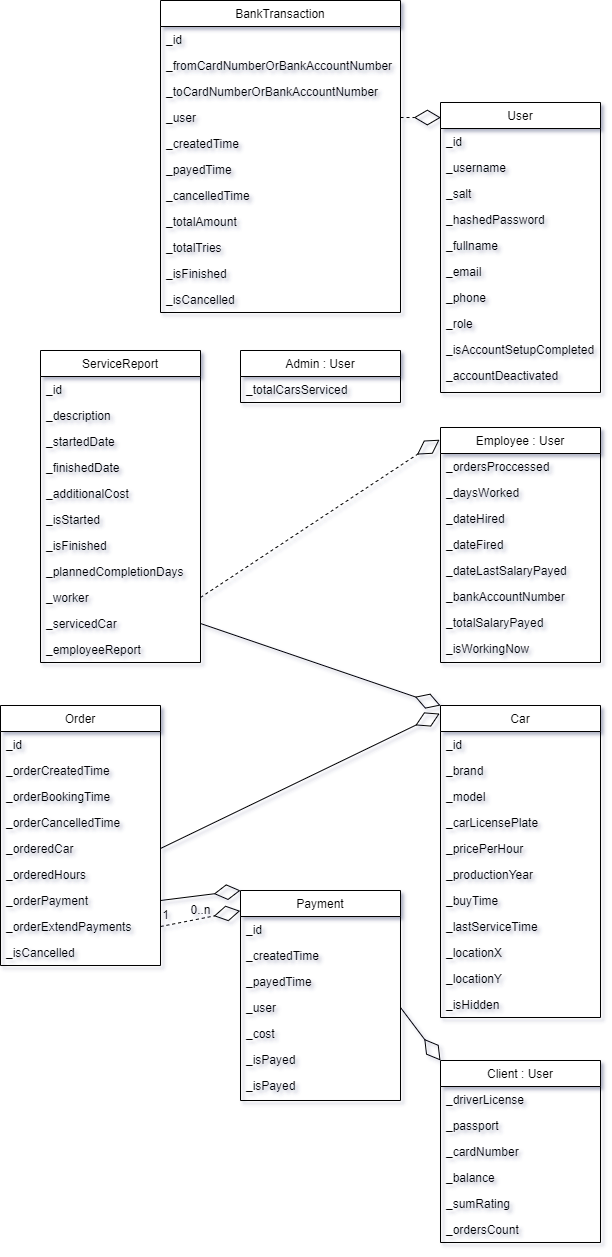 BankTransaction
_id
_fromCardNumberOrBankAccountNumber
_toCardNumberOrBankAccountNumber
_user
_createdTime
_payedTime
_cancelledTime
_totalAmount
_totalTries
_isFinished
_isCancelled
User
_id
_username
_salt
_hashedPassword
_fullname
_email
_phone
_role
_isAccountSetupCompleted
_accountDeactivated
ServiceReport
_id
_description
_startedDate
_finishedDate
_additionalCost
_isStarted
_isFinished
_plannedCompletionDays
_worker
_servicedCar
_employeeReport
Admin : User
_totalCarsServiced
Employee : User
_ordersProccessed
_daysWorked
_dateHired
_dateFired
_dateLastSalaryPayed
_bankAccountNumber
_totalSalaryPayed
_isWorkingNow
Order
_id
_orderCreatedTime
_orderBookingTime
_orderCancelledTime
_orderedCar
_orderedHours
_orderPayment
_orderExtendPayments
_isCancelled
1
0..n
Car
_id
_brand
_model
_carLicensePlate
_pricePerHour
_productionYear
_buyTime
_lastServiceTime
_locationX
_locationY
_isHidden
Payment
_id
_createdTime
_payedTime
_user
_cost
_isPayed
_isPayed
Client : User
_driverLicense
_passport
_cardNumber
_balance
_sumRating
_ordersCount